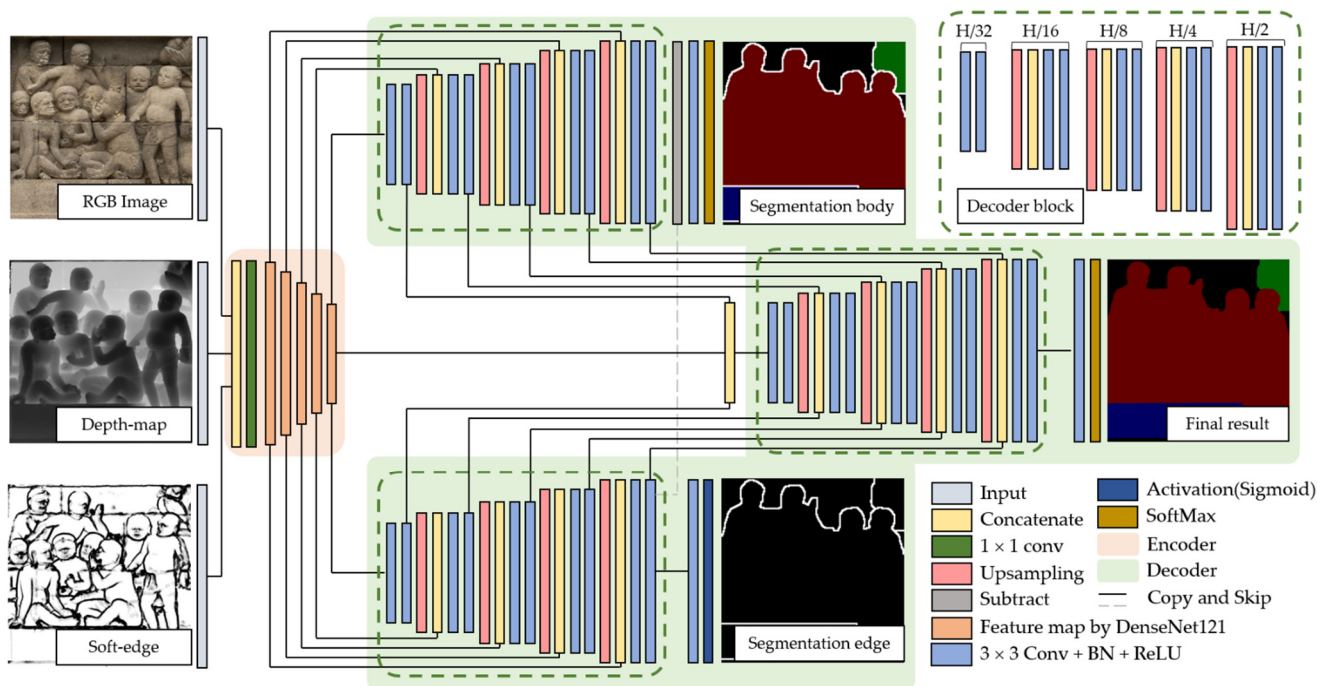 RGB Image
Depth-map
Soft-edge
Segmentation body
Segmentation edge
H/32
H/16
H/8
H/4
H/2
Decoder block
Final result
Input
Concatenate
1 × 1 conv
Upsampling
Subtract
Feature map by DenseNet121
3 × 3 Conv + BN + ReLU
Activation(Sigmoid)
SoftMax
Encoder
Decoder
Copy and Skip